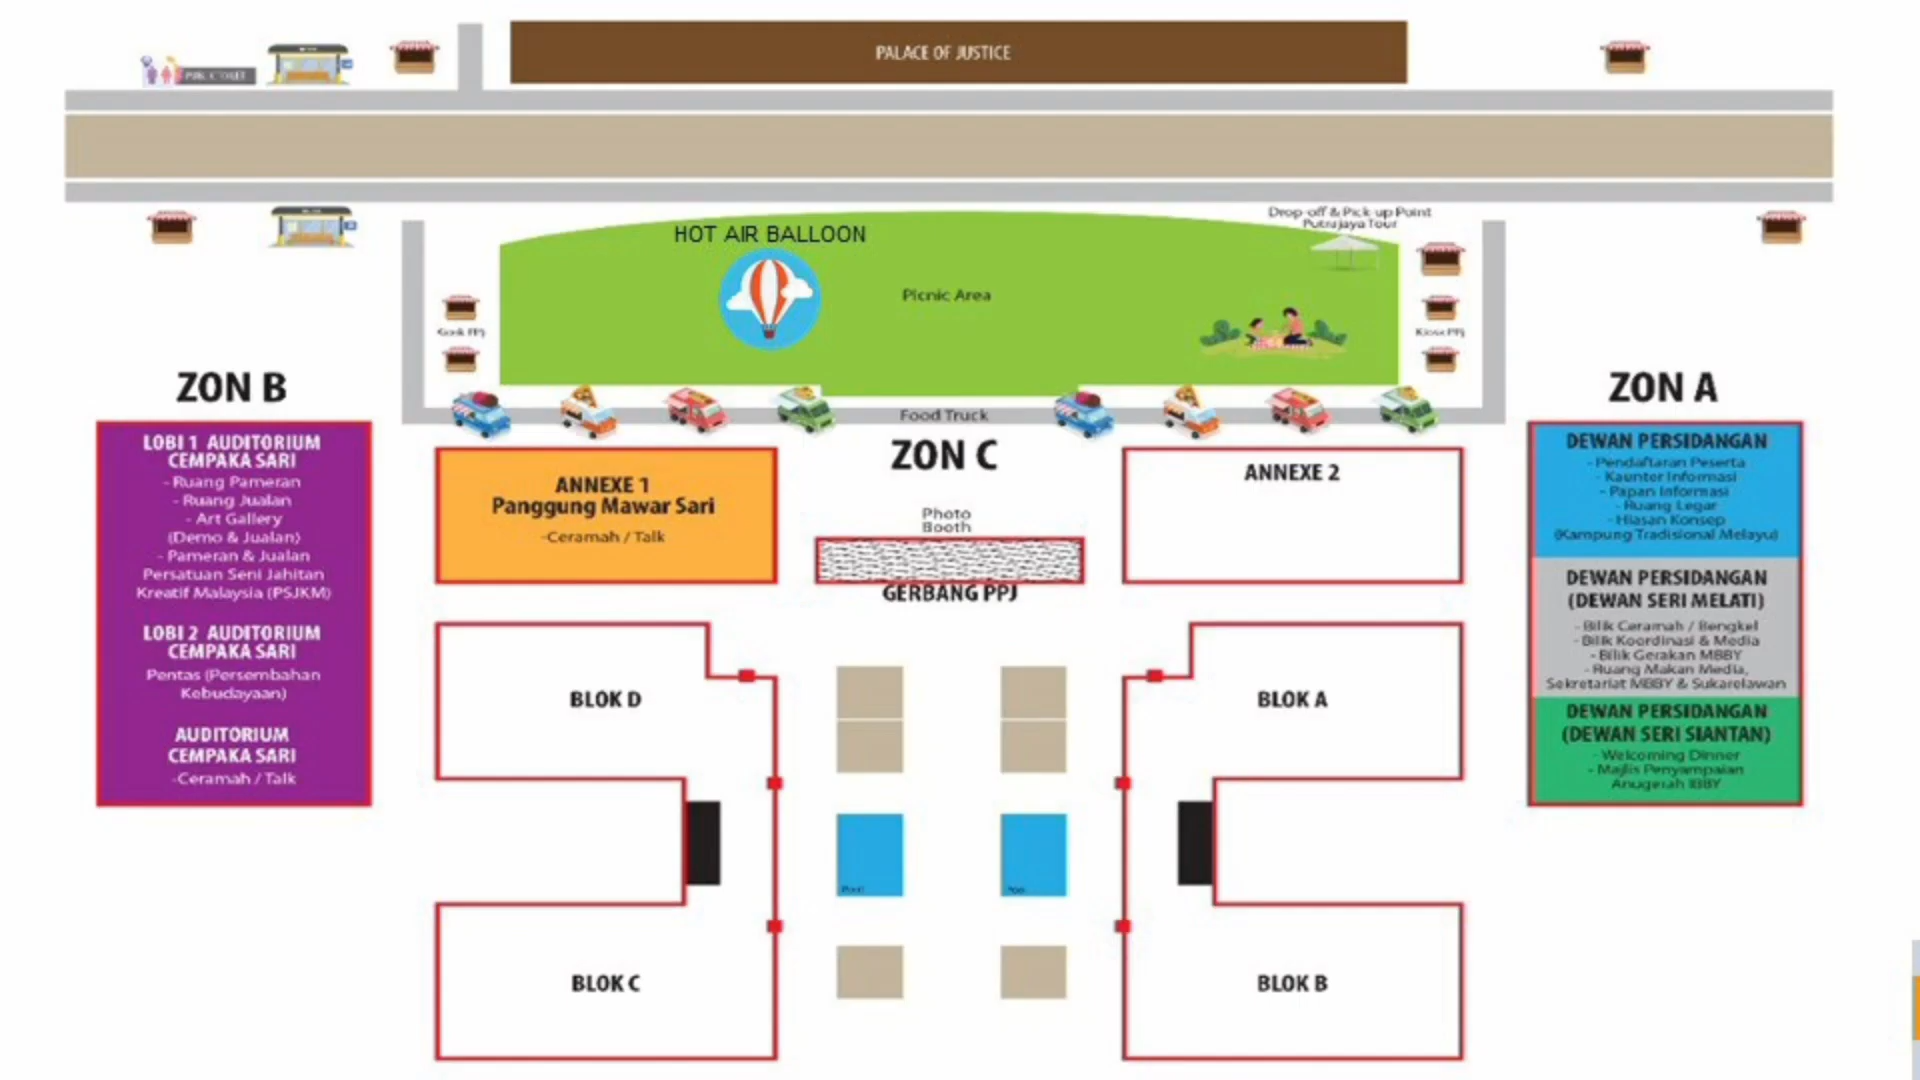 PALACE OF JUSTICE
Drop-off & Pick-up Point
Putrajaya Tour
HOT AIR BALLOON
Picnic Area
Kiosk PPj
Kiosk PPj
Food Truck
ZON B
LOBI 1 AUDITORIUM
CEMPAKA SARI
- Ruang Pameran
- Ruang Jualan
- Art Gallery
(Demo & Jualan)
- Pameran & Jualan
Persatuan Seni Jahitan
Kreatif Malaysia (PSJKM)
LOBI 2 AUDITORIUM
CEMPAKA SARI
Pentas (Persembahan
Kebudayaan)
AUDITORIUM
CEMPAKA SARI
-Ceramah / Talk
ZON C
ANNEXE 1
Panggung Mawar Sari
-Ceramah / Talk
Photo
Booth
GERBANG PPJ
ANNEXE 2
BLOK D
BLOK A
BLOK C
BLOK B
ZON A
DEWAN PERSIDANGAN
- Pendaftaran Peserta
- Kaunter Informasi
- Papan Informasi
- Ruang Legar
- Hiasan Konsep
(Kampung Tradisional Melayu)
DEWAN PERSIDANGAN
(DEWAN SERI MELATI)
- Bilik Ceramah / Bengkel
- Bilik Koordinasi & Media
- Bilik Gerakan MBBY
- Ruang Makan Media,
Sekretariat MBBY & Sukarelawan
DEWAN PERSIDANGAN
(DEWAN SERI SIANTAN)
- Welcoming Dinner
- Majlis Penyampaian
Anugerah IBBY